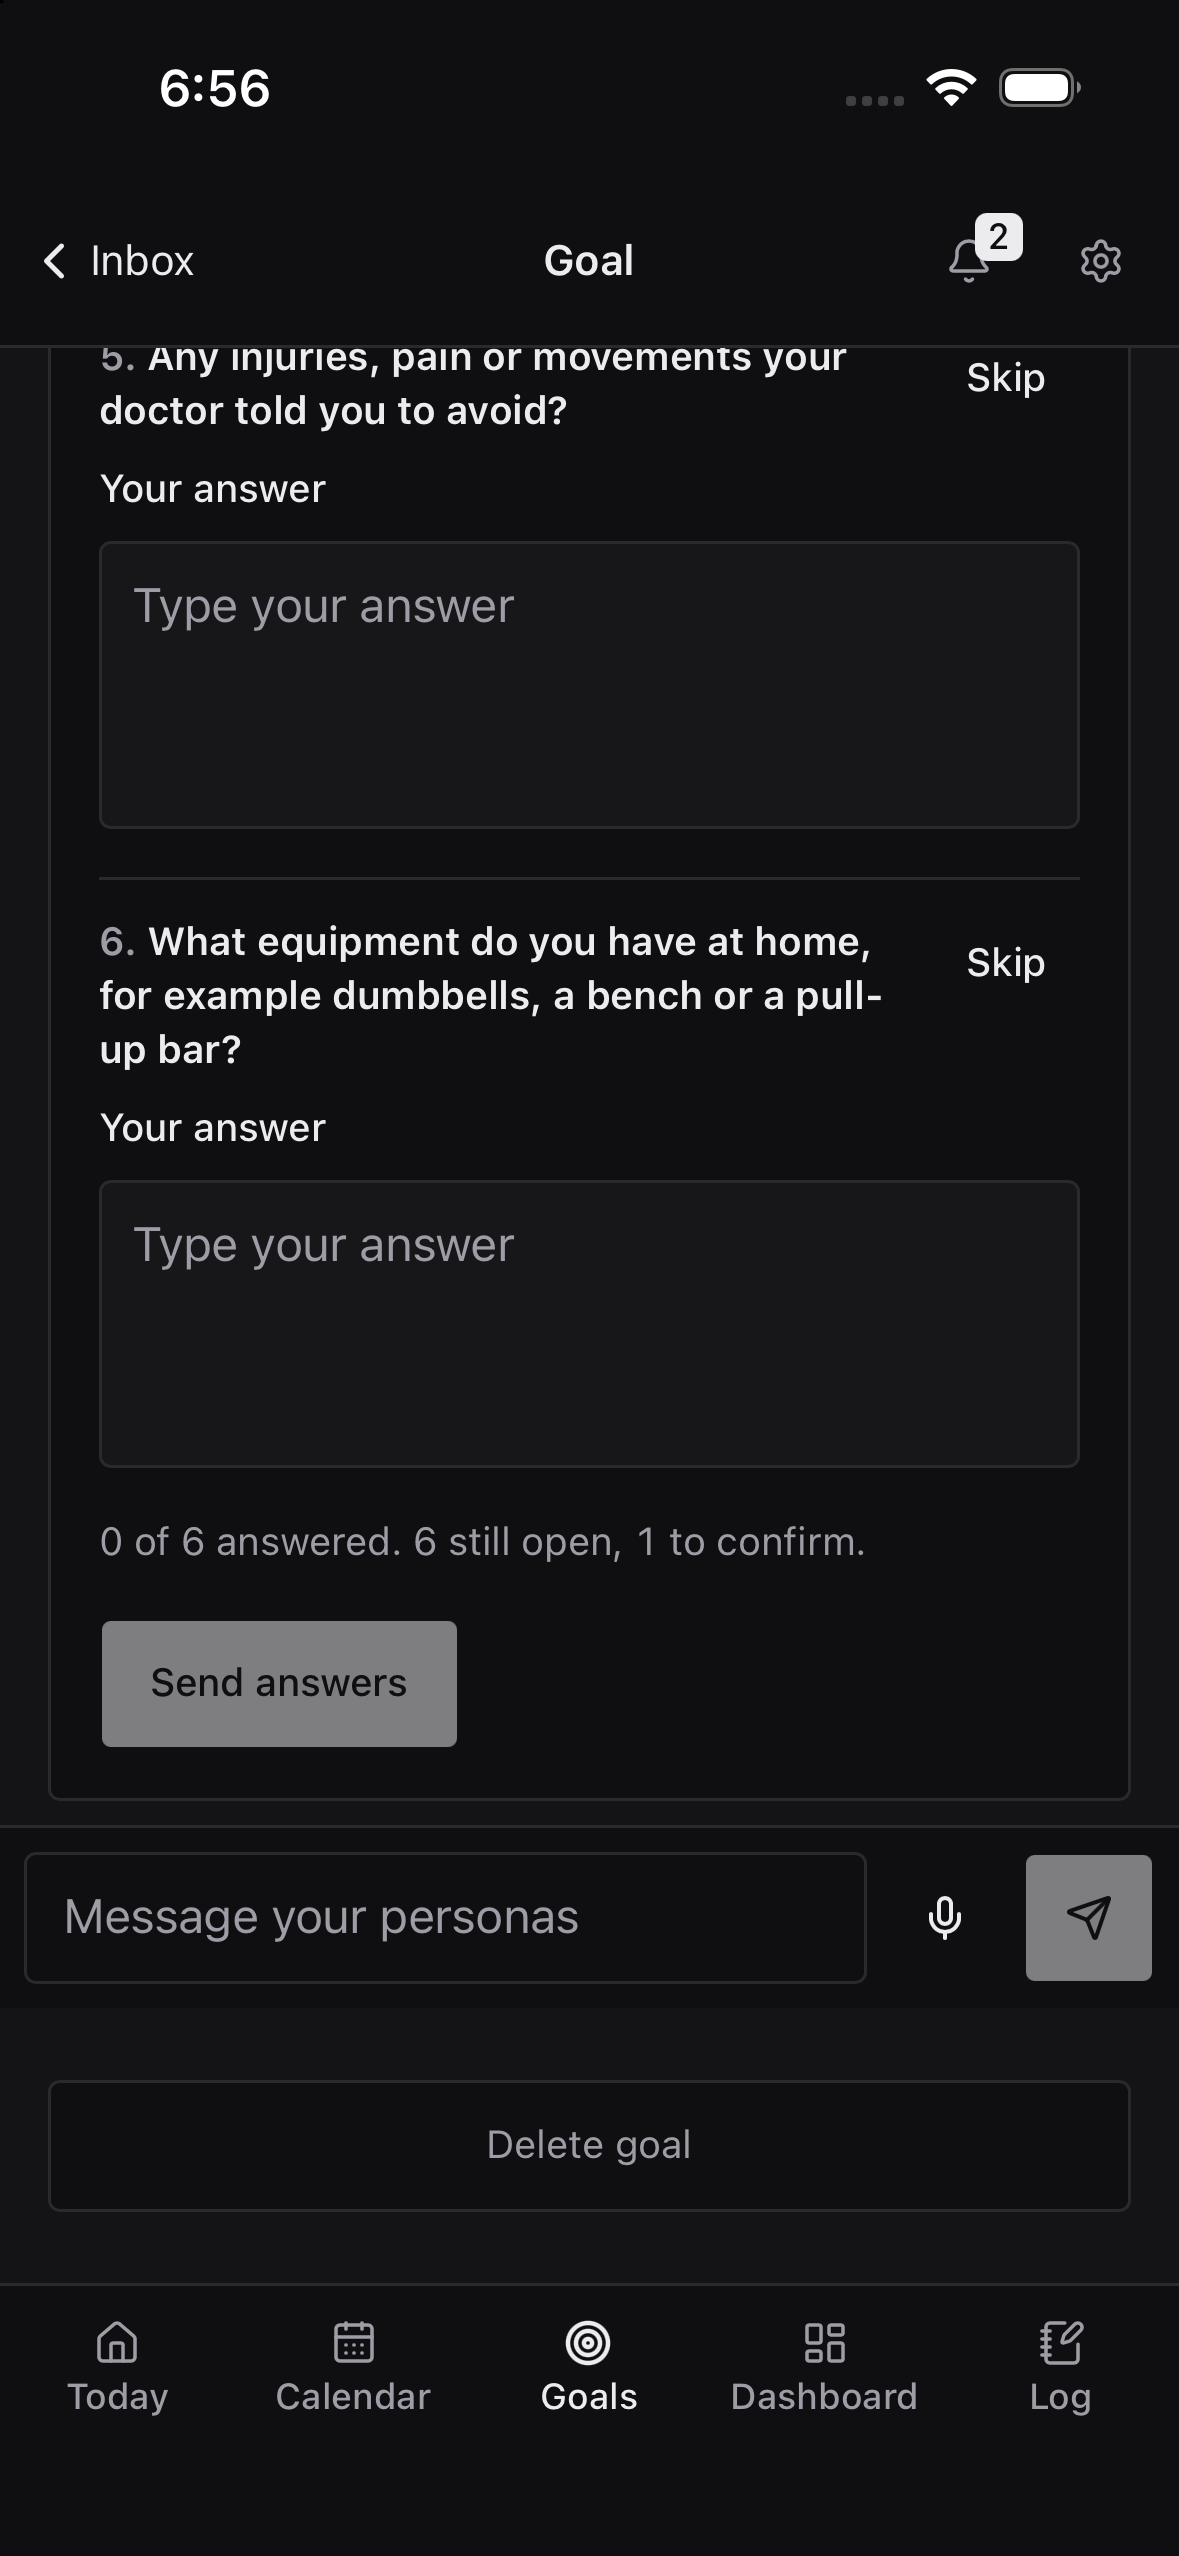 6:56
Inbox
Goal
2
5. Any injuries, pain or movements your
doctor told you to avoid?
Skip
Your answer
Type your answer
6. What equipment do you have at home,
for example dumbbells, a bench or a pull-
up bar?
Skip
Your answer
Type your answer
0 of 6 answered. 6 still open, 1 to confirm.
Send answers
Message your personas
Delete goal
Today
Calendar
Goals
Dashboard
Log